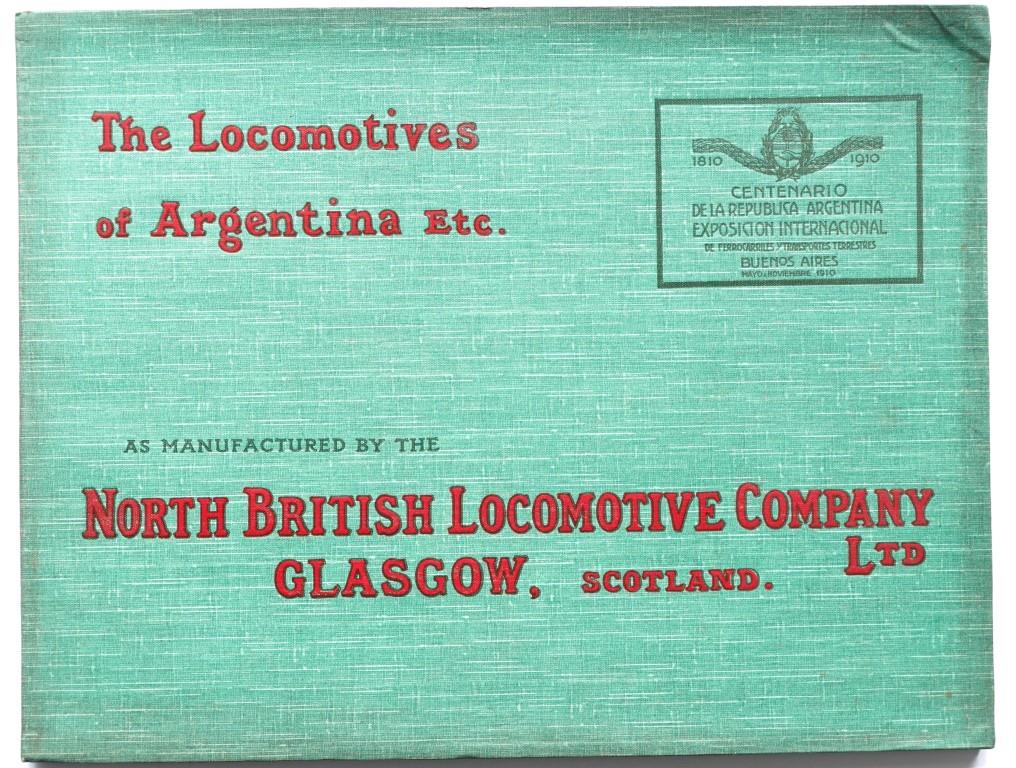 The Locomotives
of Argentina Etc.
1810 1910
CENTENARIO
DE LA REPUBLICA ARGENTINA
EXPOSICION INTERNACIONAL
DE FERROCARRILES Y TRANSPORTES TERRESTRES
BUENOS AIRES
MAYO A NOVIEMBRE 1910
AS MANUFACTURED BY THE
NORTH BRITISH LOCOMOTIVE COMPANY
LTD
GLASGOW, SCOTLAND.